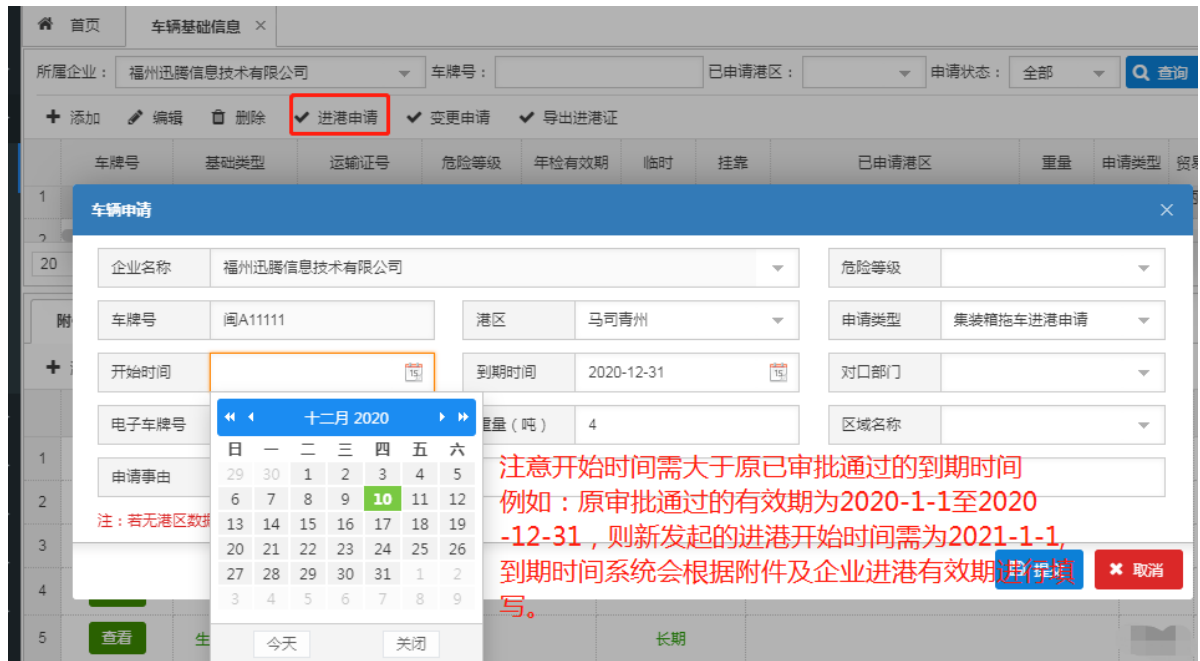 首页 车辆基础信息 ×
所属企业： 福州迅腾信息技术有限公司 车牌号： 已申请港区： 申请状态： 全部 查询
添加 编辑 删除 进港申请 变更申请 导出进港证
车牌号 基础类型 运输证号 危险等级 年检有效期 临时 挂靠 已申请港区 重量 申请类型
1
车辆申请 ×
2
20
企业名称 福州迅腾信息技术有限公司 危险等级
附
车牌号 闽A11111 港区 马司青州 申请类型 集装箱拖车进港申请
开始时间 15 到期时间 2020-12-31 15 对口部门
电子车牌号 重量（吨） 4 区域名称
申请事由
注：若无港区数据
十二月 2020
日 一 二 三 四 五 六
29 30 1 2 3 4 5
6 7 8 9 10 11 12
13 14 15 16 17 18 19
20 21 22 23 24 25 26
27 28 29 30 31 1 2
3 4 5 6 7 8 9
今天 关闭
注意开始时间需大于原已审批通过的到期时间
例如：原审批通过的有效期为2020-1-1至2020
-12-31，则新发起的进港开始时间需为2021-1-1,
到期时间系统会根据附件及企业进港有效期进行填
写。
提交 取消
1
2
3
4
5 查看 生 长期